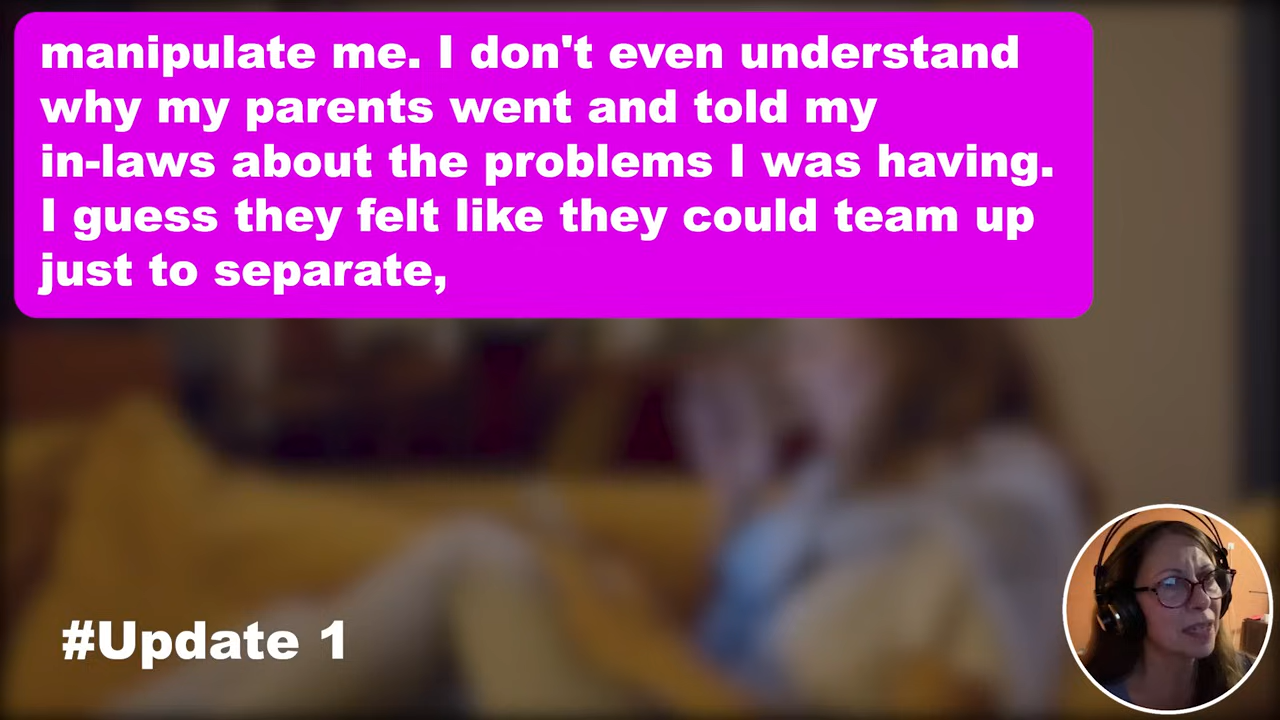 manipulate me. I don't even understand
why my parents went and told my
in-laws about the problems I was having.
I guess they felt like they could team up
just to separate,
#Update 1